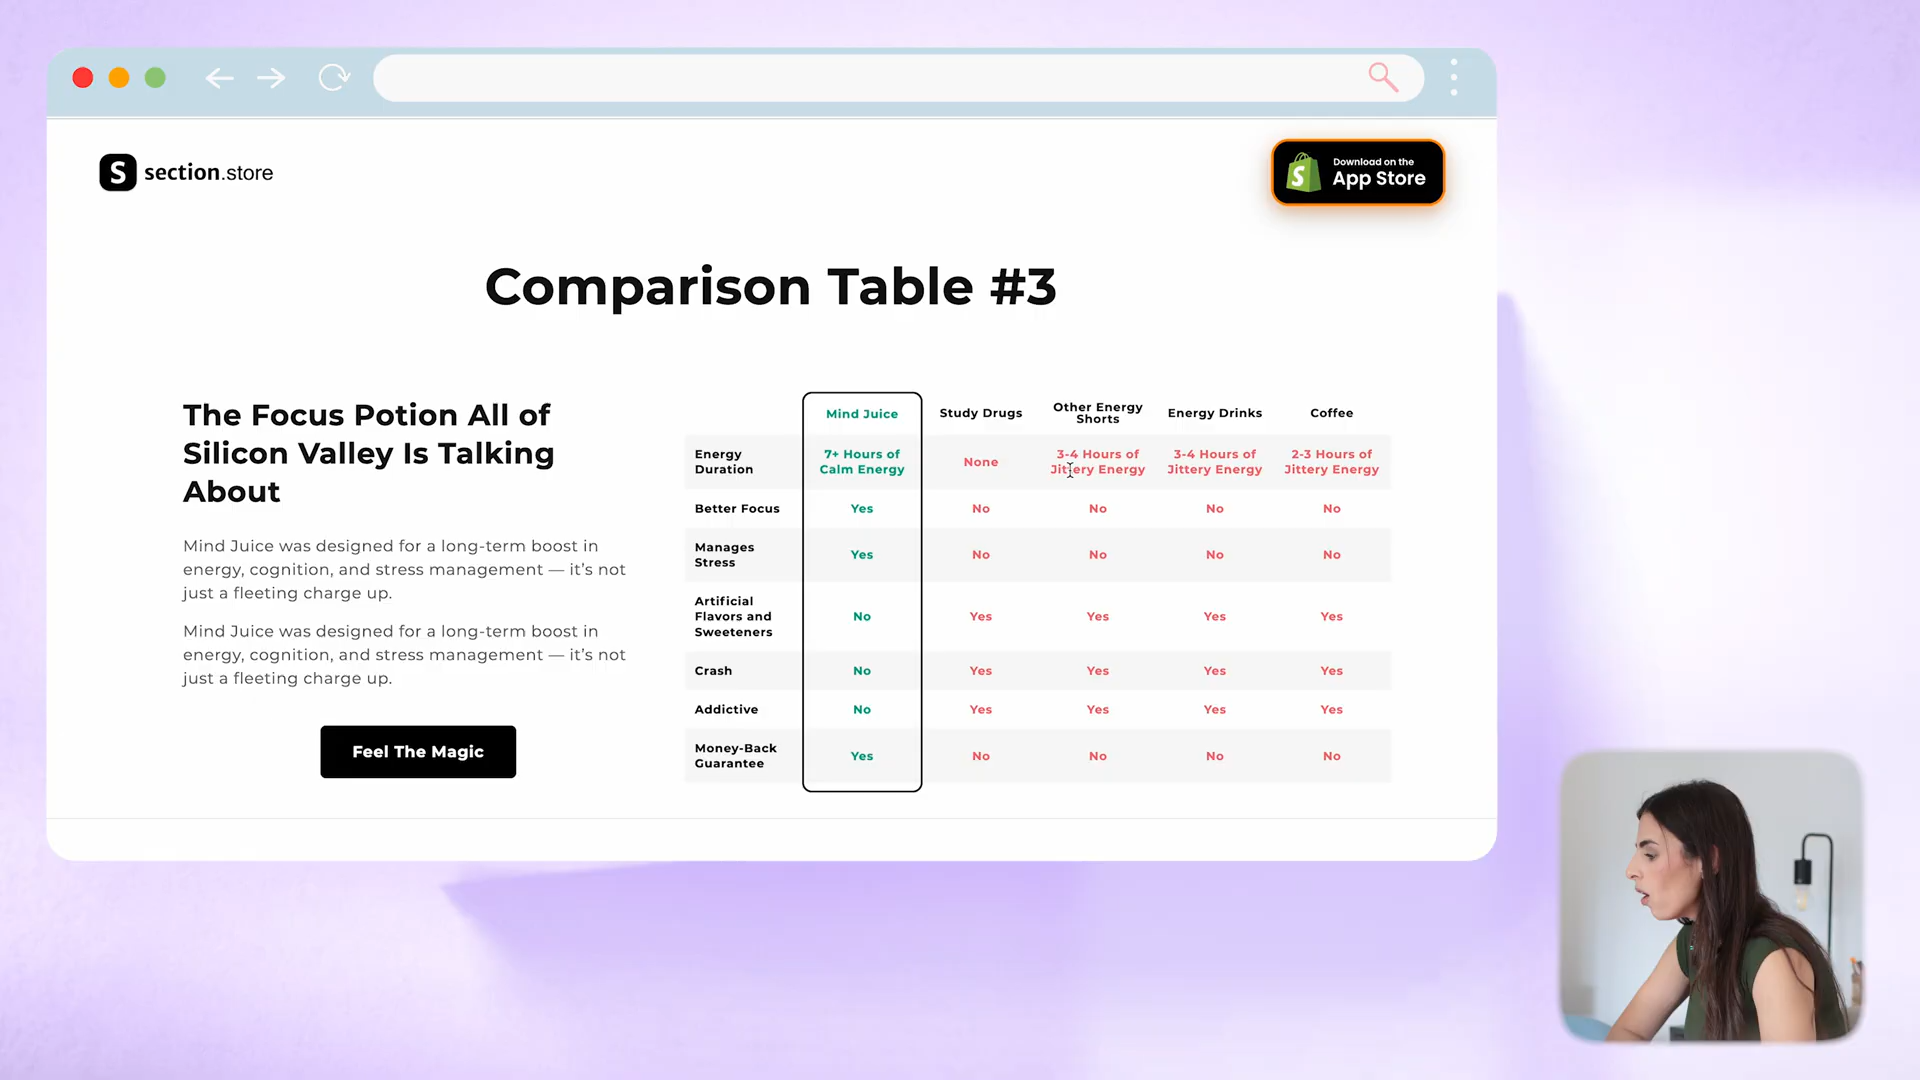 section.store
Download on the
App Store
Comparison Table #3
The Focus Potion All of
Silicon Valley Is Talking
About
Mind Juice was designed for a long-term boost in
energy, cognition, and stress management — it’s not
just a fleeting charge up.
Mind Juice was designed for a long-term boost in
energy, cognition, and stress management — it’s not
just a fleeting charge up.
Feel The Magic
Mind Juice Study Drugs Other Energy Shorts Energy Drinks Coffee
Energy Duration 7+ Hours of Calm Energy None 3-4 Hours of Jittery Energy 3-4 Hours of Jittery Energy 2-3 Hours of Jittery Energy
Better Focus Yes No No No No
Manages Stress Yes No No No No
Artificial Flavors and Sweeteners No Yes Yes Yes Yes
Crash No Yes Yes Yes Yes
Addictive No Yes Yes Yes Yes
Money-Back Guarantee Yes No No No No